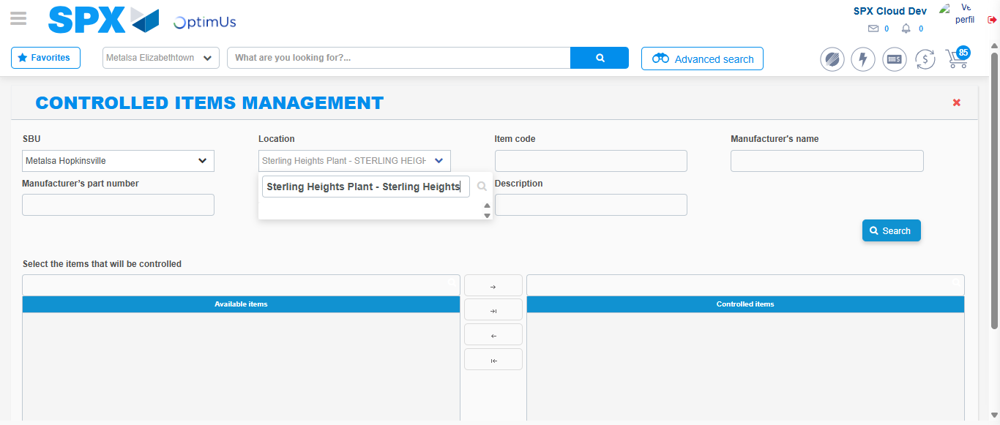 SPX OptimUs
SPX Cloud Dev
Ve
perfil
0 0
Favorites
Metalsa Elizabethtown
What are you looking for?...
Advanced search
85
CONTROLLED ITEMS MANAGEMENT
SBU
Location
Item code
Manufacturer's name
Metalsa Hopkinsville
Sterling Heights Plant - STERLING HEIGH
Manufacturer's part number
Sterling Heights Plant - Sterling Heights
Description
Search
Select the items that will be controlled
Available items
Controlled items